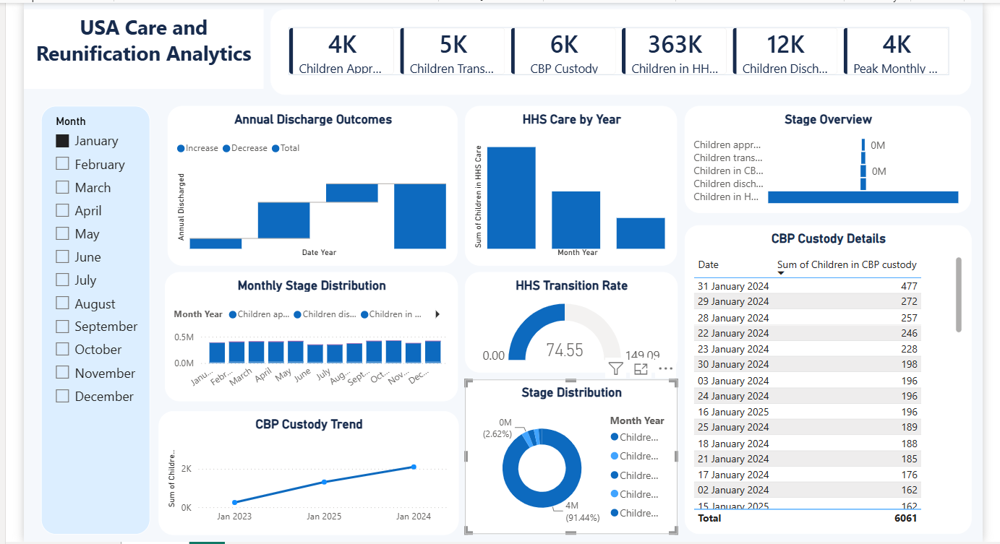 USA Care and
Reunification Analytics
4K
Children Appr...
5K
Children Trans...
6K
CBP Custody
363K
Children in HH...
12K
Children Disch...
4K
Peak Monthly ...
Month
January
February
March
April
May
June
July
August
September
October
November
December
Annual Discharge Outcomes
Increase Decrease Total
Annual Discharged
Date Year
HHS Care by Year
Sum of Children in HHS Care
Month Year
Stage Overview
Children appr...
0M
Children trans...
Children in CB...
0M
Children disch...
Children in H...
Monthly Stage Distribution
Month Year Children ap... Children dis... Children in ...
0.5M
0.0M
Janu...
Febr...
March
April
May
June
July
Aug...
Sept...
Oct...
Nov...
Dec...
HHS Transition Rate
0.00
74.55
149.09
CBP Custody Details
Date Sum of Children in CBP custody
31 January 2024 477
29 January 2024 272
28 January 2024 257
22 January 2024 246
23 January 2024 228
30 January 2024 198
03 January 2024 196
24 January 2024 196
16 January 2025 196
25 January 2024 189
18 January 2024 188
21 January 2024 185
17 January 2024 176
02 January 2024 162
15 January 2025 162
Total 6061
CBP Custody Trend
Sum of Childre...
2K
0K
Jan 2023
Jan 2025
Jan 2024
Stage Distribution
0M
(2.62%)
4M
(91.44%)
Month Year
Childre...
Childre...
Childre...
Childre...
Childre...